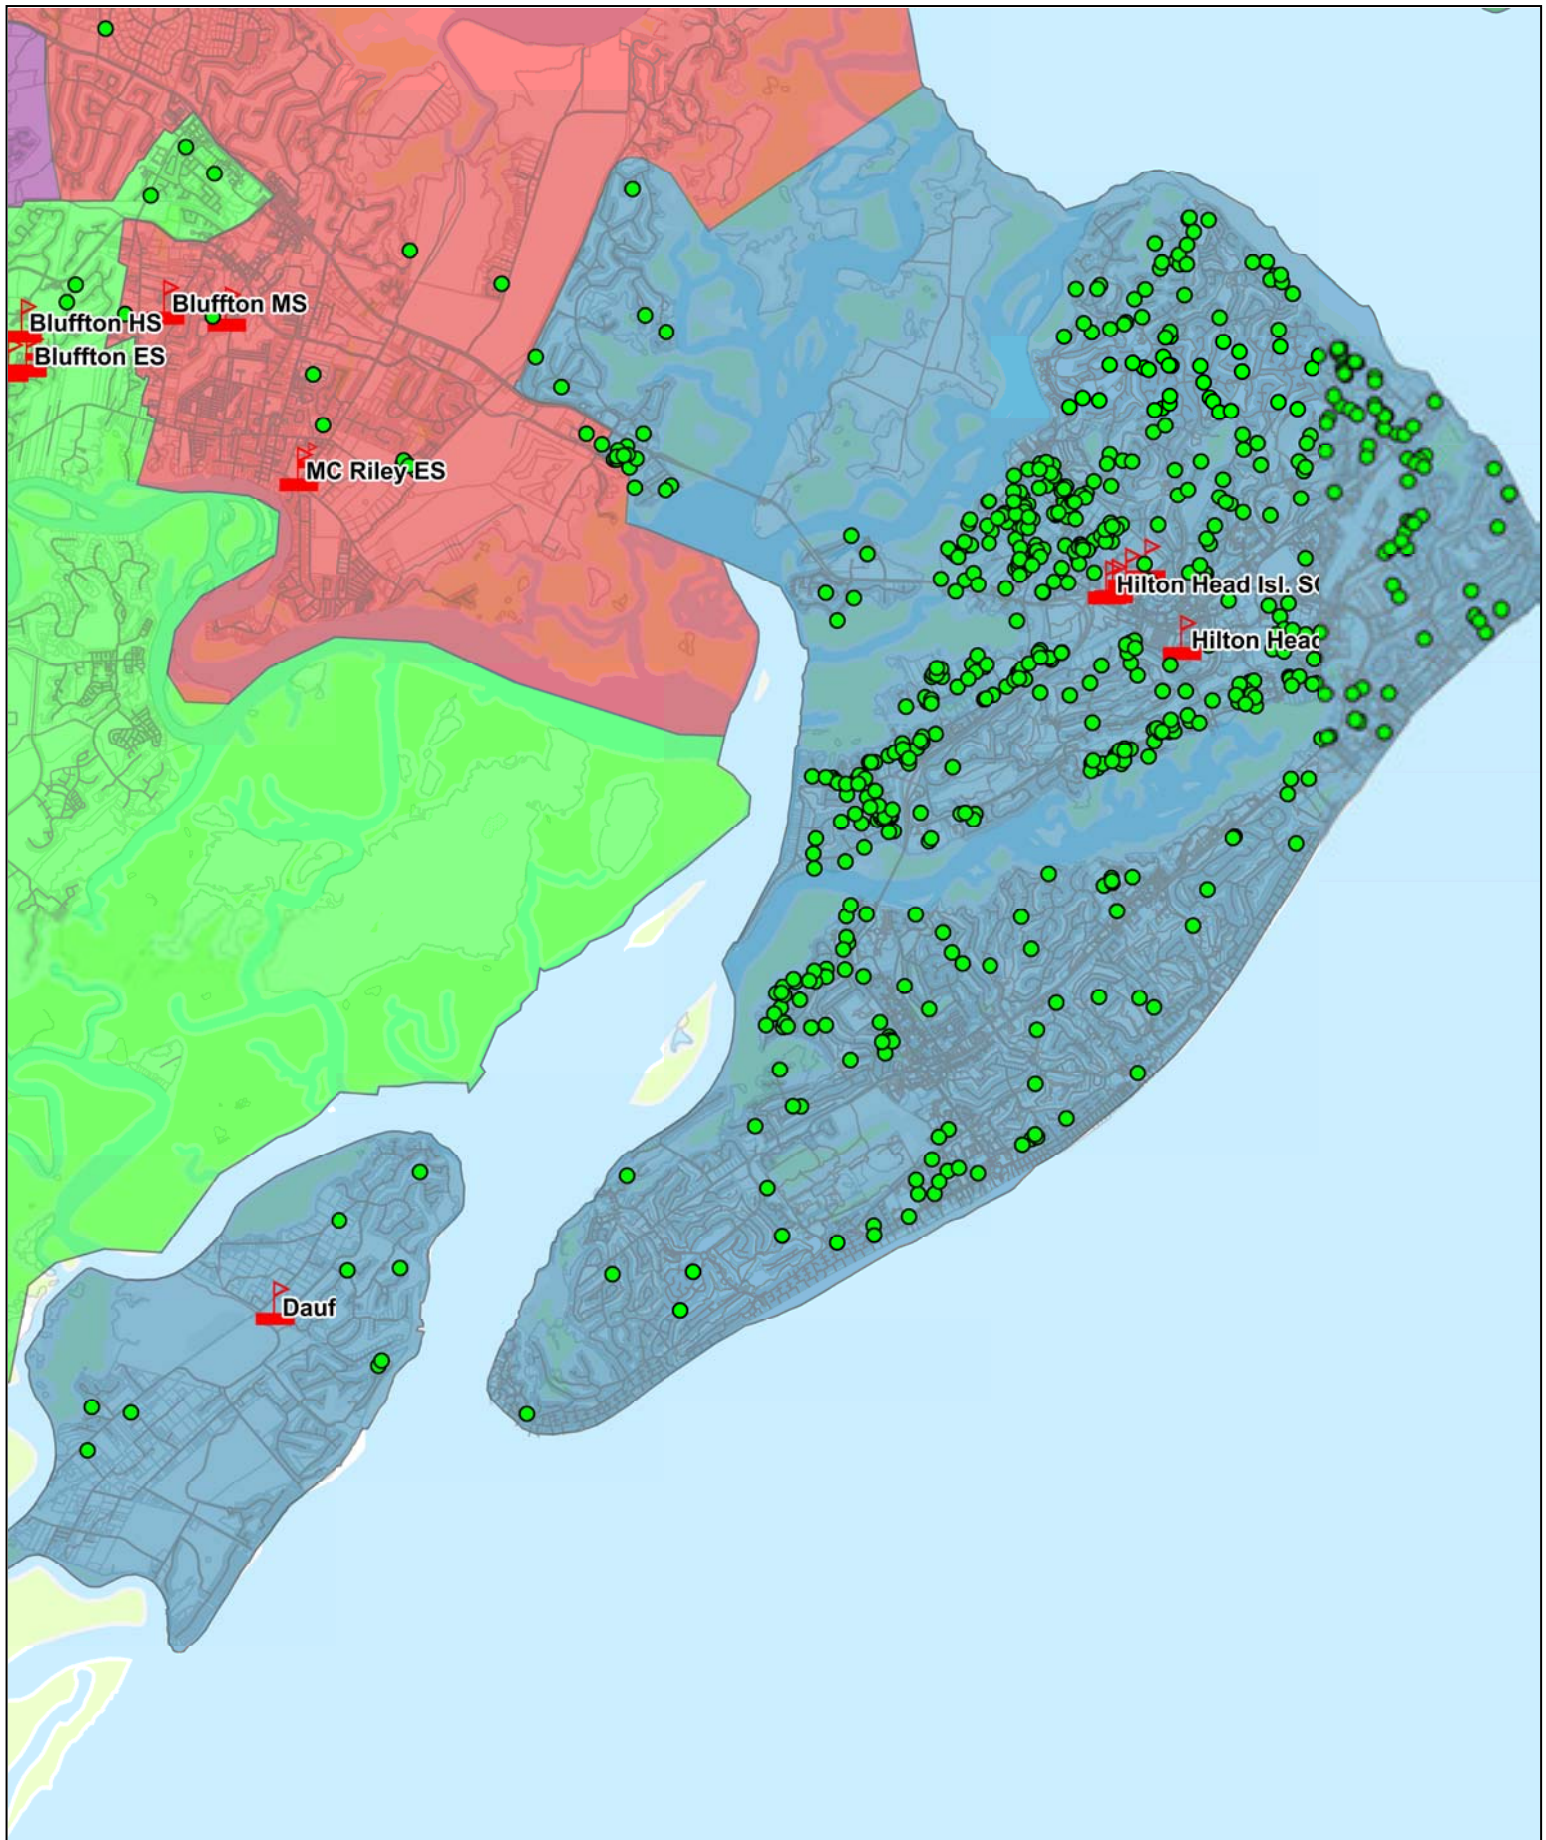 Bluffton MS
Bluffton HS
Bluffton ES
MC Riley ES
Hilton Head Isl. S
Hilton Head
Dauf